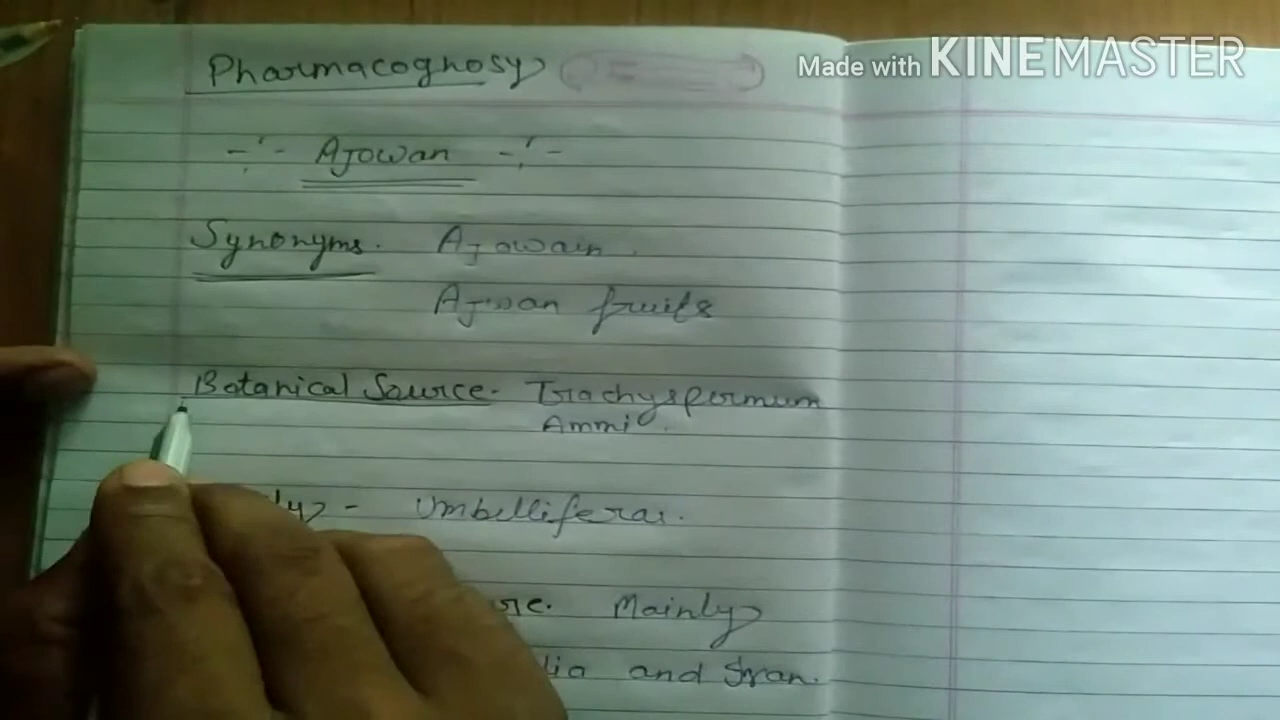 Pharmacognosy
Made with KINEMASTER
-:- Ajowan -:-
Synonyms. Ajowain.
Ajwan fruits
Botanical Source. Trachyspermum
Ammi.
- Umbelliferae.
Mainly
and Iran.